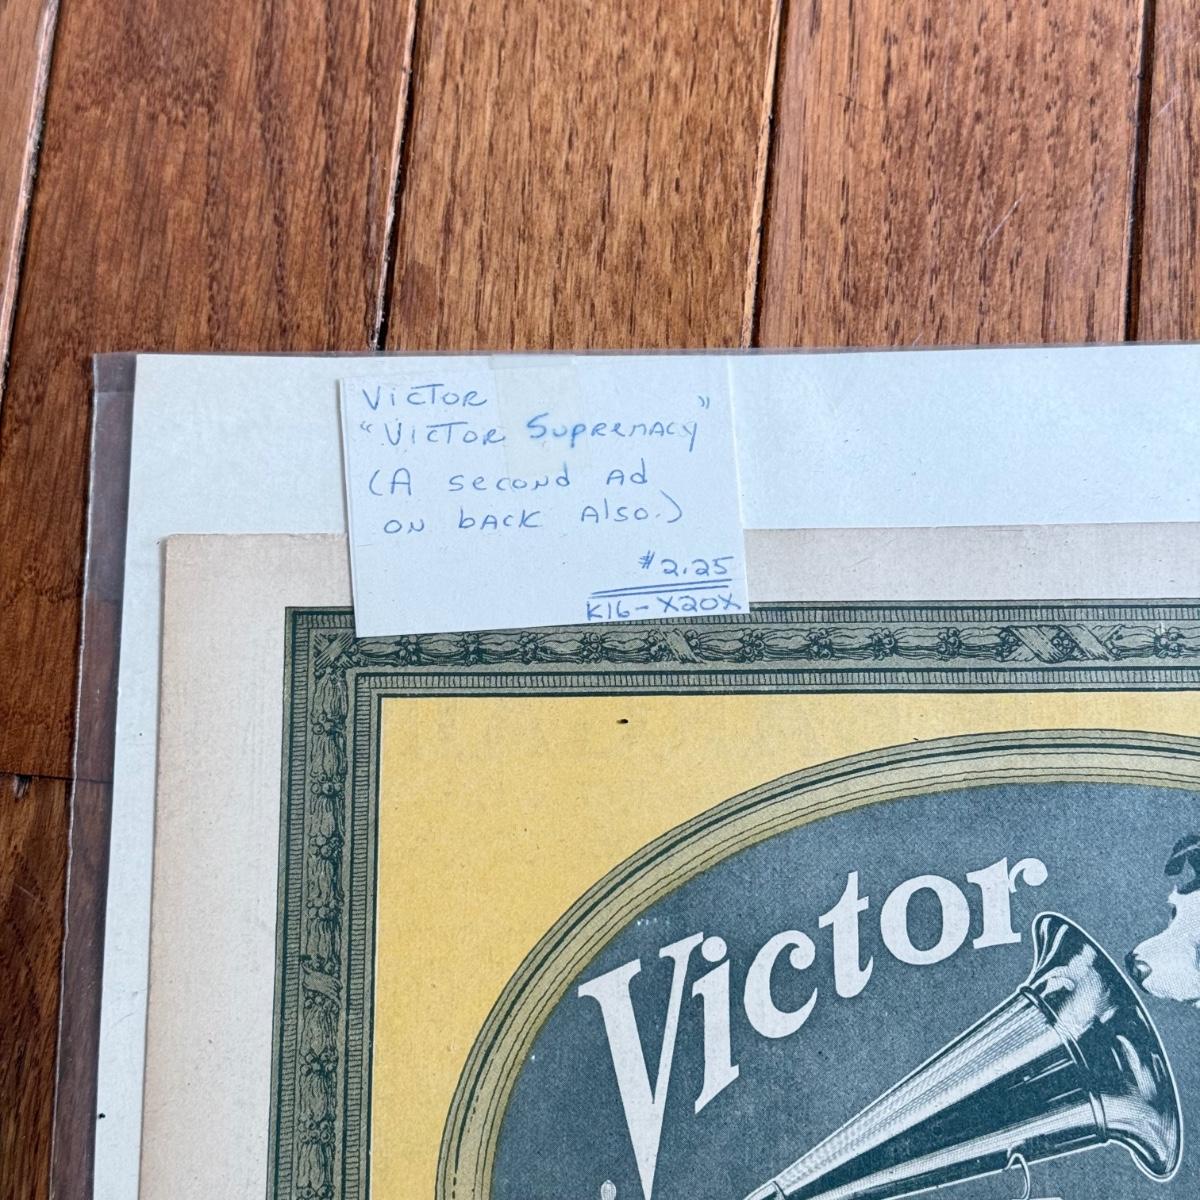 VICTOR
"VICTOR SUPREMACY"
(A SECOND AD
ON BACK ALSO.)
#2.25
K16-X20X
Victor